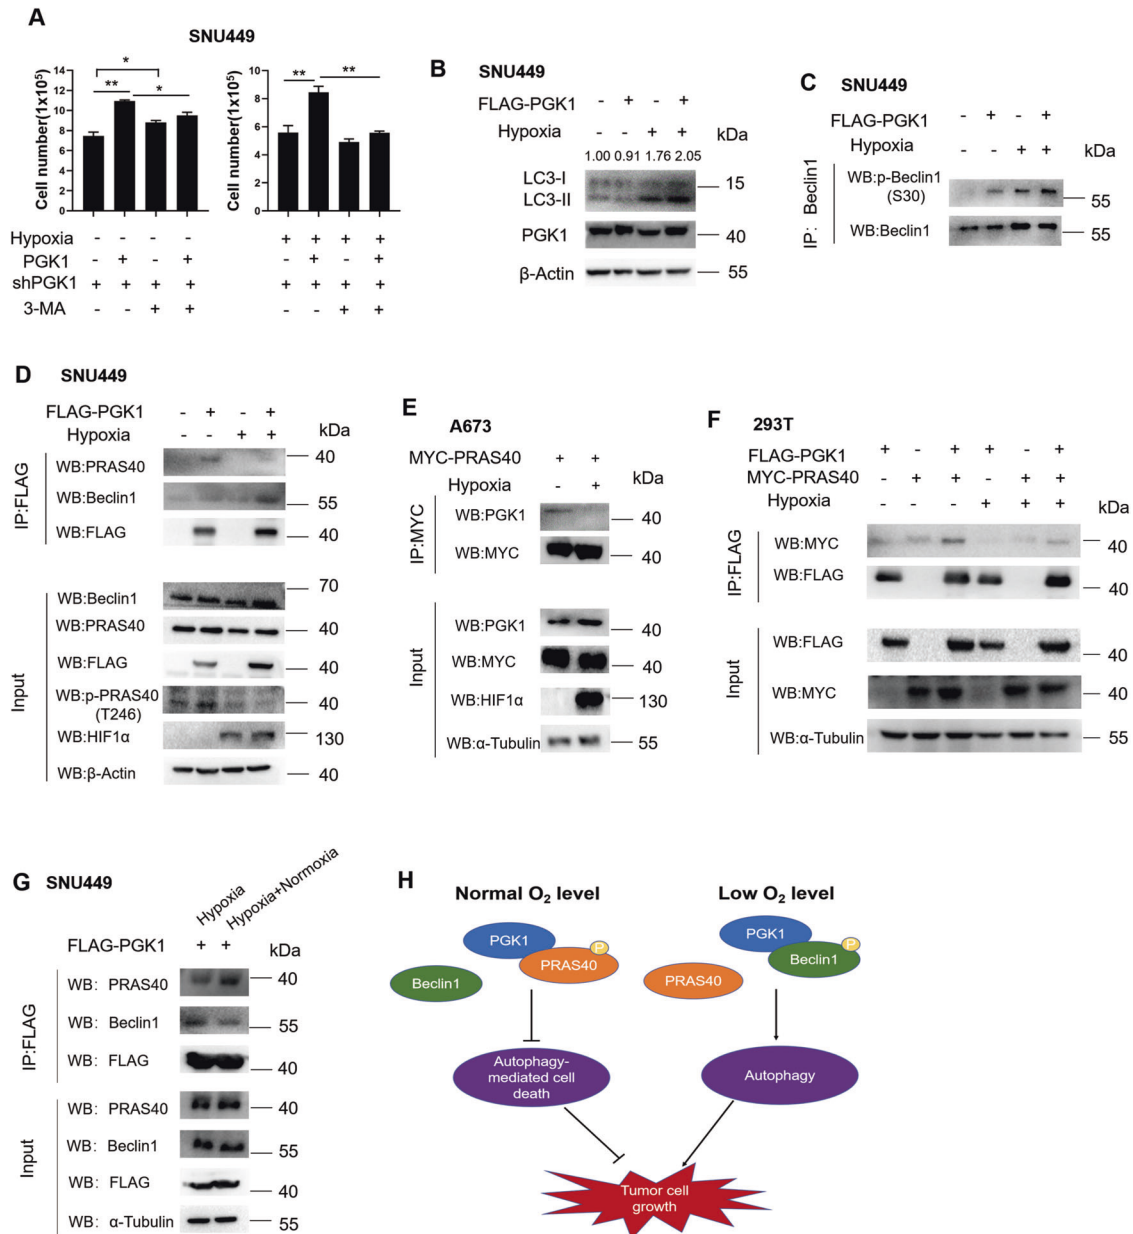 A
SNU449
Cell number(1x10⁵)
14
12
10
8
6
4
*
**
*
Cell number(1x10⁵)
10
8
6
4
2
0
**
**
Hypoxia - - - - + + + +
PGK1 - + - + - + - +
shPGK1 + + + + + + + +
3-MA - - + + - - + +
B
SNU449
FLAG-PGK1 - + - +
Hypoxia - - + + kDa
1.00 0.91 1.76 2.05
LC3-I 15
LC3-II
PGK1 40
β-Actin 55
C
SNU449
FLAG-PGK1 - + - +
Hypoxia - - + + kDa
IP: Beclin1
WB:p-Beclin1
(S30) 55
WB:Beclin1 55
D
SNU449
FLAG-PGK1 - + - +
Hypoxia - - + + kDa
IP:FLAG
WB:PRAS40 40
WB:Beclin1 55
WB:FLAG 40
Input
70
WB:Beclin1
WB:PRAS40 40
WB:FLAG 40
WB:p-PRAS40
(T246) 40
WB:HIF1α 130
WB:β-Actin 40
E
A673
MYC-PRAS40 + +
Hypoxia - + kDa
IP:MYC
WB:PGK1 40
WB:MYC 40
Input
WB:PGK1 40
WB:MYC 40
WB:HIF1α 130
WB:α-Tubulin 55
F
293T
FLAG-PGK1 + - + + - +
MYC-PRAS40 - + + - + +
Hypoxia - - - + + + kDa
IP:FLAG
WB:MYC 40
WB:FLAG 40
Input
WB:FLAG 40
WB:MYC 40
WB:α-Tubulin 55
G
SNU449
Hypoxia
Hypoxia+Normoxia
FLAG-PGK1 + + kDa
IP:FLAG
WB: PRAS40 40
WB: Beclin1 55
WB: FLAG 40
Input
WB: PRAS40 40
WB: Beclin1 55
WB: FLAG 40
WB: α-Tubulin 55
H
Normal O₂ level
PGK1
P
PRAS40
Beclin1
Autophagy-
mediated cell
death
Low O₂ level
PGK1
P
Beclin1
PRAS40
Autophagy
Tumor cell
growth